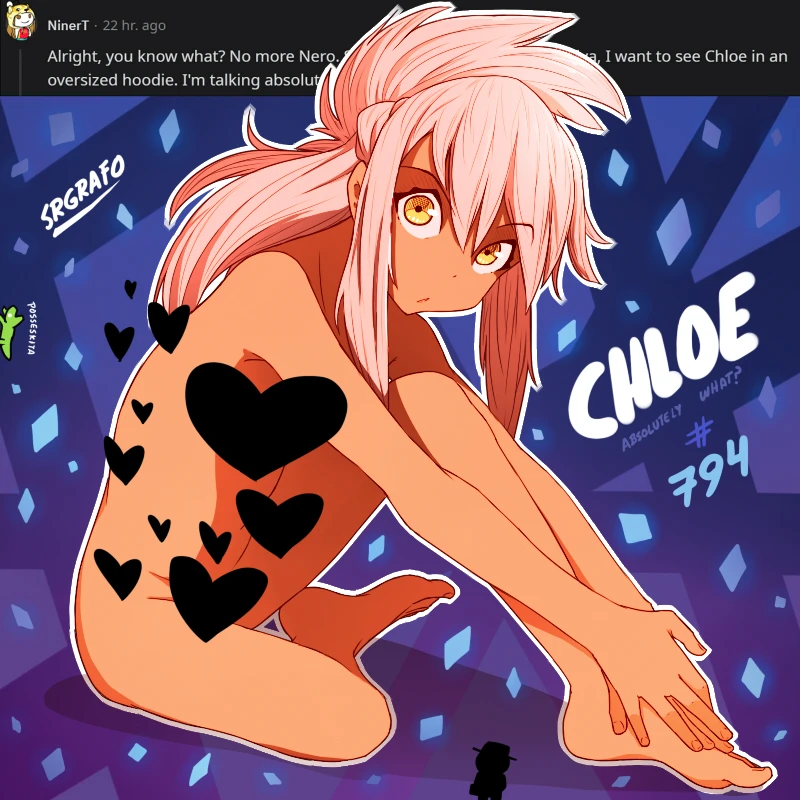 NinerT · 22 hr. ago
Alright, you know what? No more Nero. I want to see Chloe in an
oversized hoodie. I'm talking
SRGRAFO
POSSESKITA
CHLOE
ABSOLUTELY WHAT?
#
794